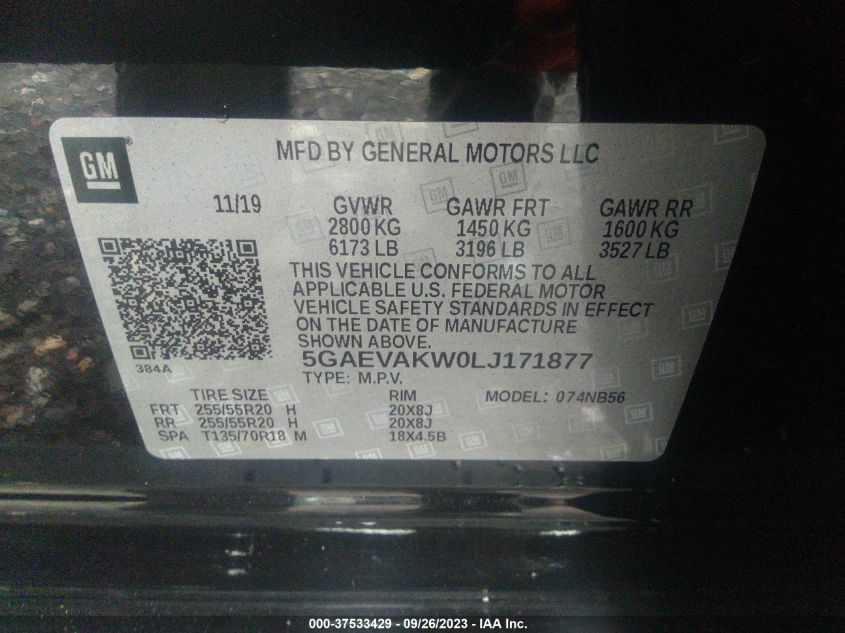 GM
MFD BY GENERAL MOTORS LLC
11/19 GVWR GAWR FRT GAWR RR
2800 KG 1450 KG 1600 KG
6173 LB 3196 LB 3527 LB
THIS VEHICLE CONFORMS TO ALL
APPLICABLE U.S. FEDERAL MOTOR
VEHICLE SAFETY STANDARDS IN EFFECT
ON THE DATE OF MANUFACTURE
SHOWN ABOVE.
384A
5GAEVAKW0LJ171877
TYPE: M.P.V.
TIRE SIZE RIM MODEL: 074NB56
FRT 255/55R20 H 20X8J
RR 255/55R20 H 20X8J
SPA T135/70R18 M 18X4.5B
000-37533429 - 09/26/2023 - IAA Inc.